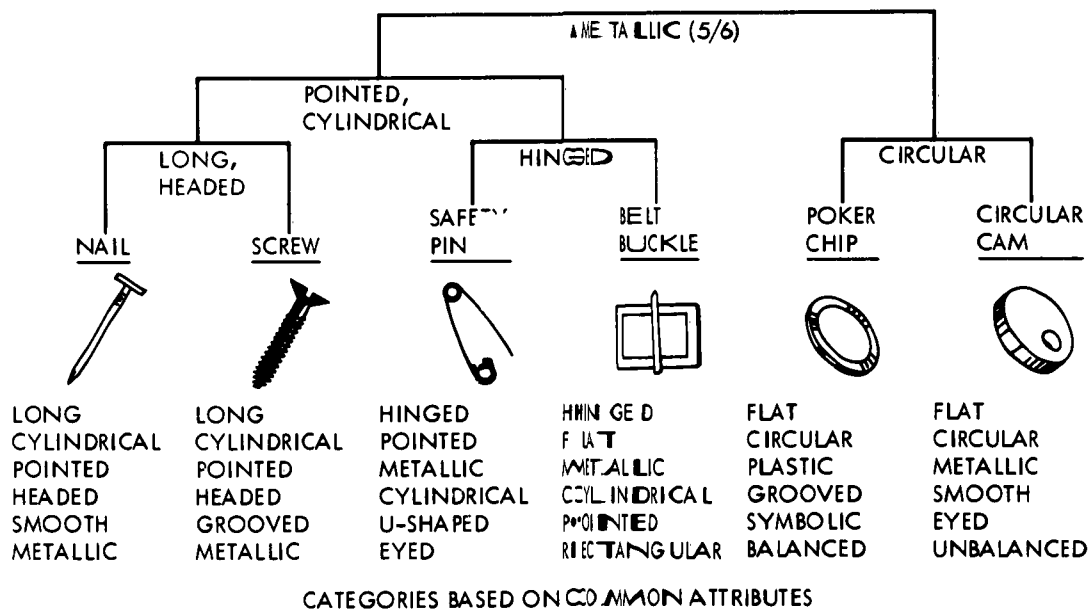 METALLIC (5/6)
POINTED,
CYLINDRICAL
LONG,
HEADED
HINGED
CIRCULAR
NAIL
SCREW
SAFETY
PIN
BELT
BUCKLE
POKER
CHIP
CIRCULAR
CAM
LONG
CYLINDRICAL
POINTED
HEADED
SMOOTH
METALLIC
LONG
CYLINDRICAL
POINTED
HEADED
GROOVED
METALLIC
HINGED
POINTED
METALLIC
CYLINDRICAL
U-SHAPED
EYED
HINGED
FLAT
METALLIC
CYLINDRICAL
POINTED
RECTANGULAR
FLAT
CIRCULAR
PLASTIC
GROOVED
SYMBOLIC
BALANCED
FLAT
CIRCULAR
METALLIC
SMOOTH
EYED
UNBALANCED
CATEGORIES BASED ON COMMON ATTRIBUTES